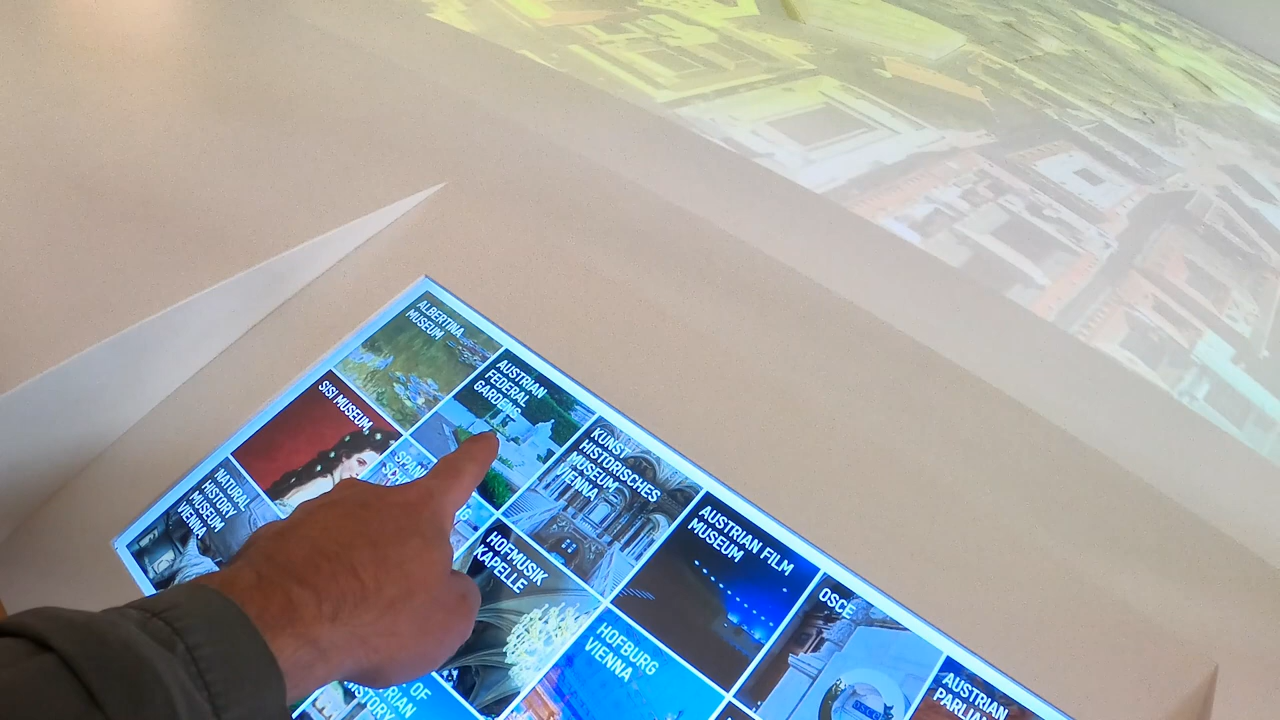 ALBERTINA
MUSEUM
AUSTRIAN
FEDERAL
GARDENS
SISI MUSEUM,
KUNST
HISTORISCHES
MUSEUM
VIENNA
NATURAL
HISTORY
MUSEUM
VIENNA
AUSTRIAN FILM
MUSEUM
HOFMUSIK
KAPELLE
OSCE
HOFBURG
VIENNA
OF
AUSTRIAN